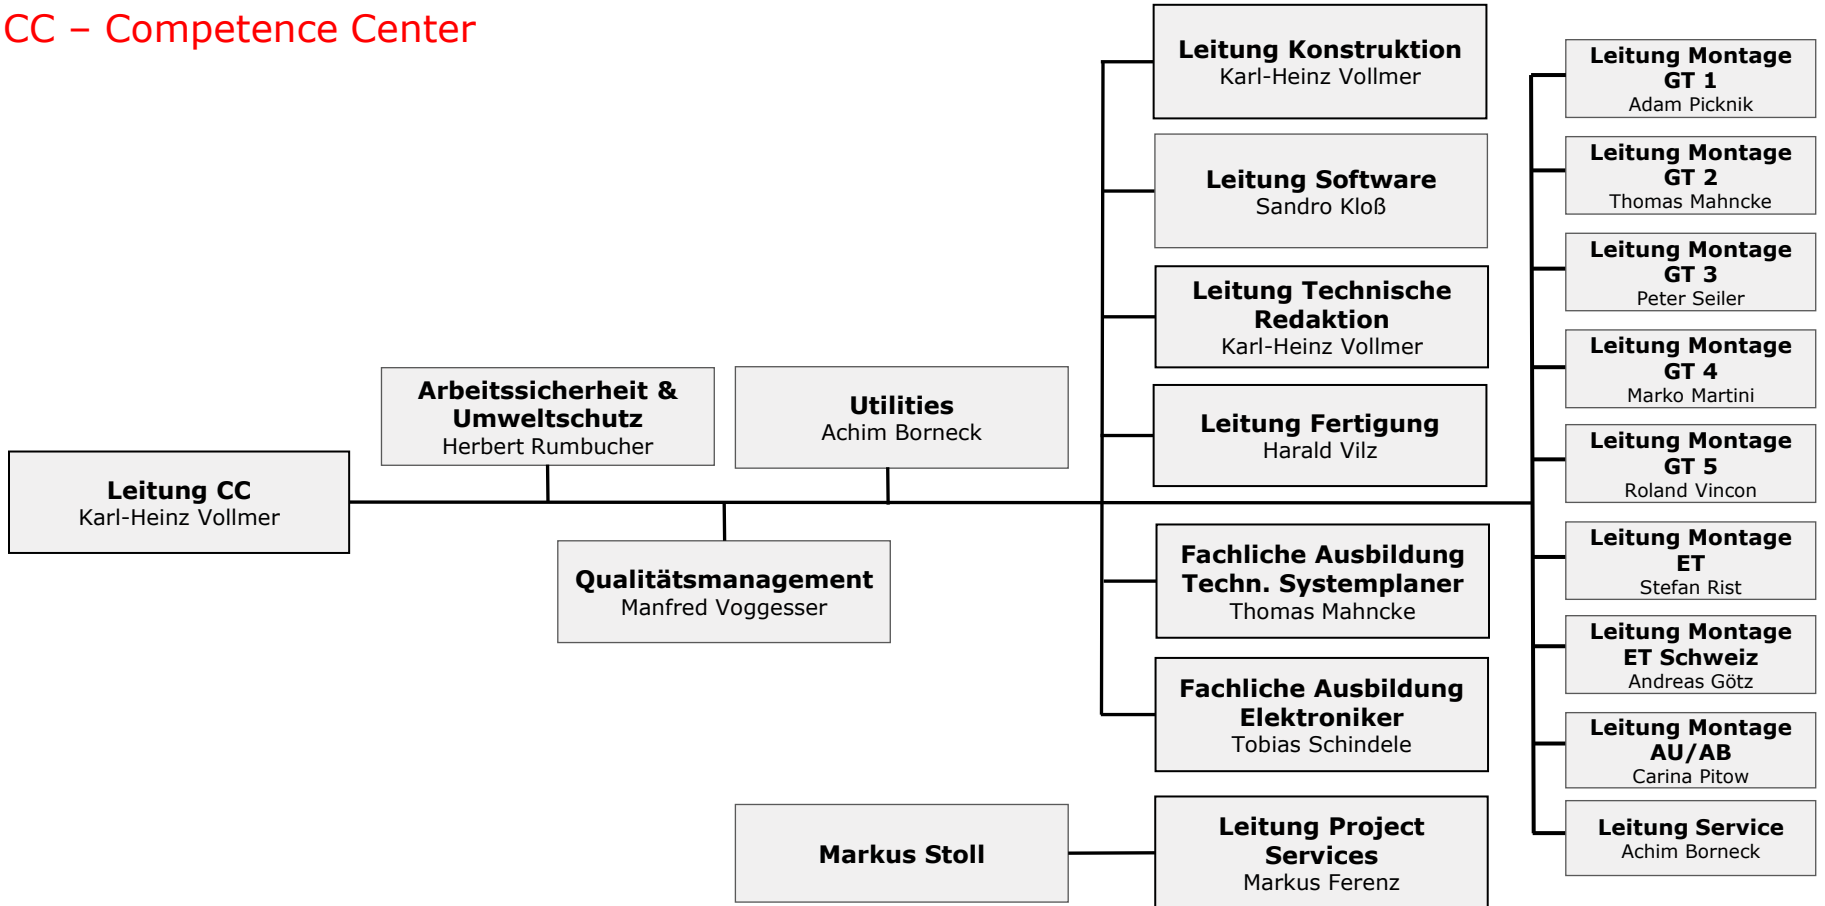 CC – Competence Center
Leitung CC
Karl-Heinz Vollmer
Arbeitssicherheit &
Umweltschutz
Herbert Rumbucher
Utilities
Achim Borneck
Qualitätsmanagement
Manfred Voggesser
Leitung Konstruktion
Karl-Heinz Vollmer
Leitung Software
Sandro Kloß
Leitung Technische
Redaktion
Karl-Heinz Vollmer
Leitung Fertigung
Harald Vilz
Fachliche Ausbildung
Techn. Systemplaner
Thomas Mahncke
Fachliche Ausbildung
Elektroniker
Tobias Schindele
Markus Stoll
Leitung Project
Services
Markus Ferenz
Leitung Montage
GT 1
Adam Picknik
Leitung Montage
GT 2
Thomas Mahncke
Leitung Montage
GT 3
Peter Seiler
Leitung Montage
GT 4
Marko Martini
Leitung Montage
GT 5
Roland Vincon
Leitung Montage
ET
Stefan Rist
Leitung Montage
ET Schweiz
Andreas Götz
Leitung Montage
AU/AB
Carina Pitow
Leitung Service
Achim Borneck